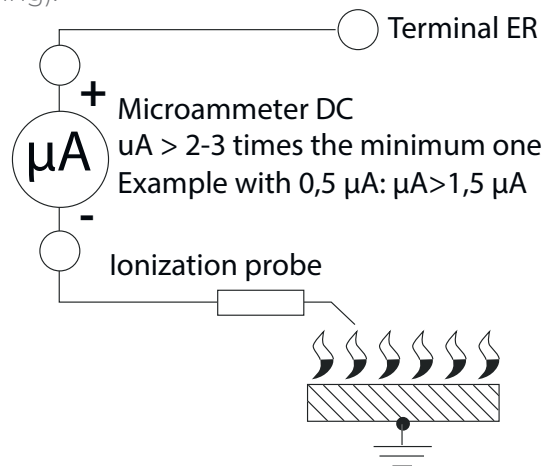 Terminal ER
+
Microammeter DC
µA
uA > 2-3 times the minimum one
Example with 0,5 µA: µA>1,5 µA
-
Ionization probe